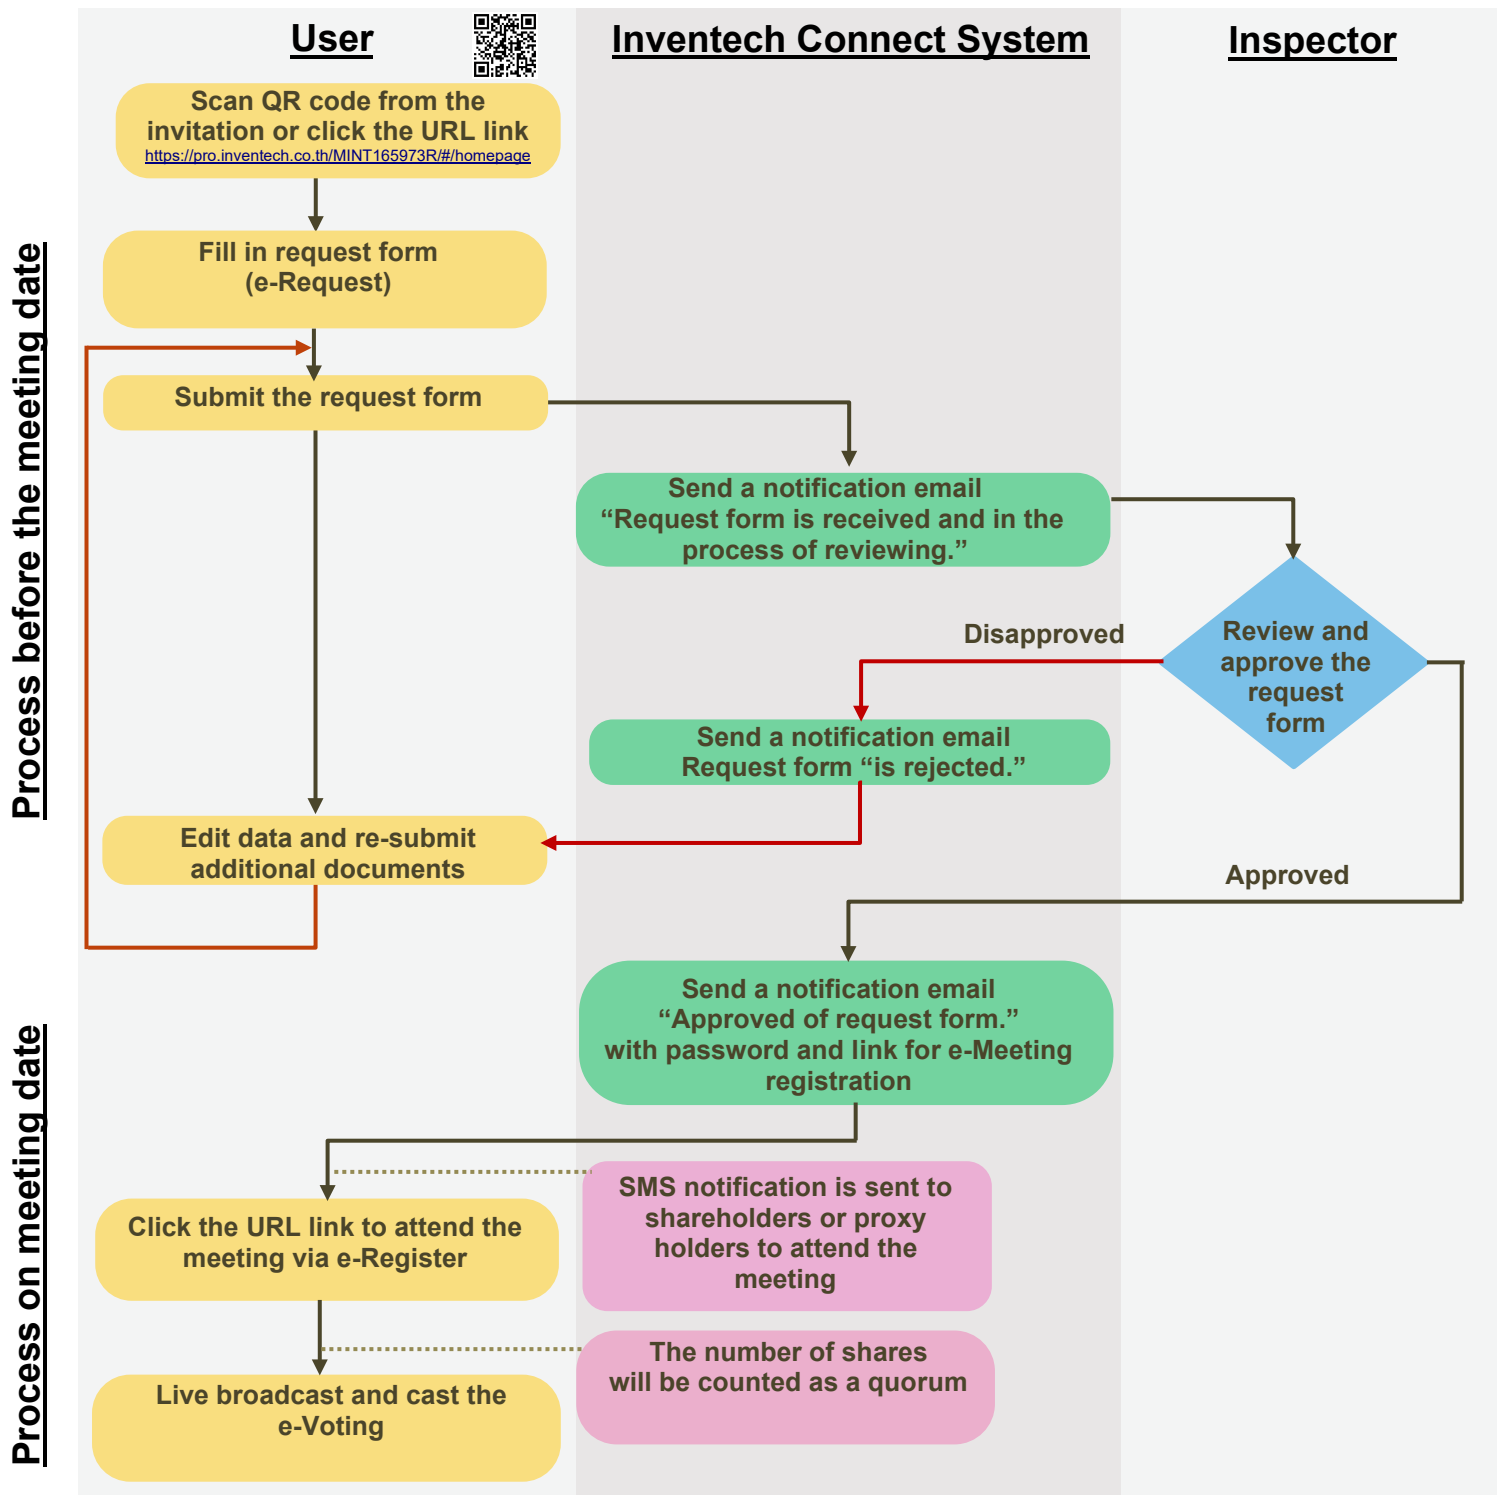 User
Inventech Connect System
Inspector
Process before the meeting date
Scan QR code from the
invitation or click the URL link
https://pro.inventech.co.th/MINT165973R/#/homepage
Fill in request form
(e-Request)
Submit the request form
Send a notification email
“Request form is received and in the
process of reviewing.”
Review and
approve the
request
form
Disapproved
Send a notification email
Request form “is rejected.”
Edit data and re-submit
additional documents
Approved
Send a notification email
“Approved of request form.”
with password and link for e-Meeting
registration
Process on meeting date
SMS notification is sent to
shareholders or proxy
holders to attend the
meeting
Click the URL link to attend the
meeting via e-Register
The number of shares
will be counted as a quorum
Live broadcast and cast the
e-Voting